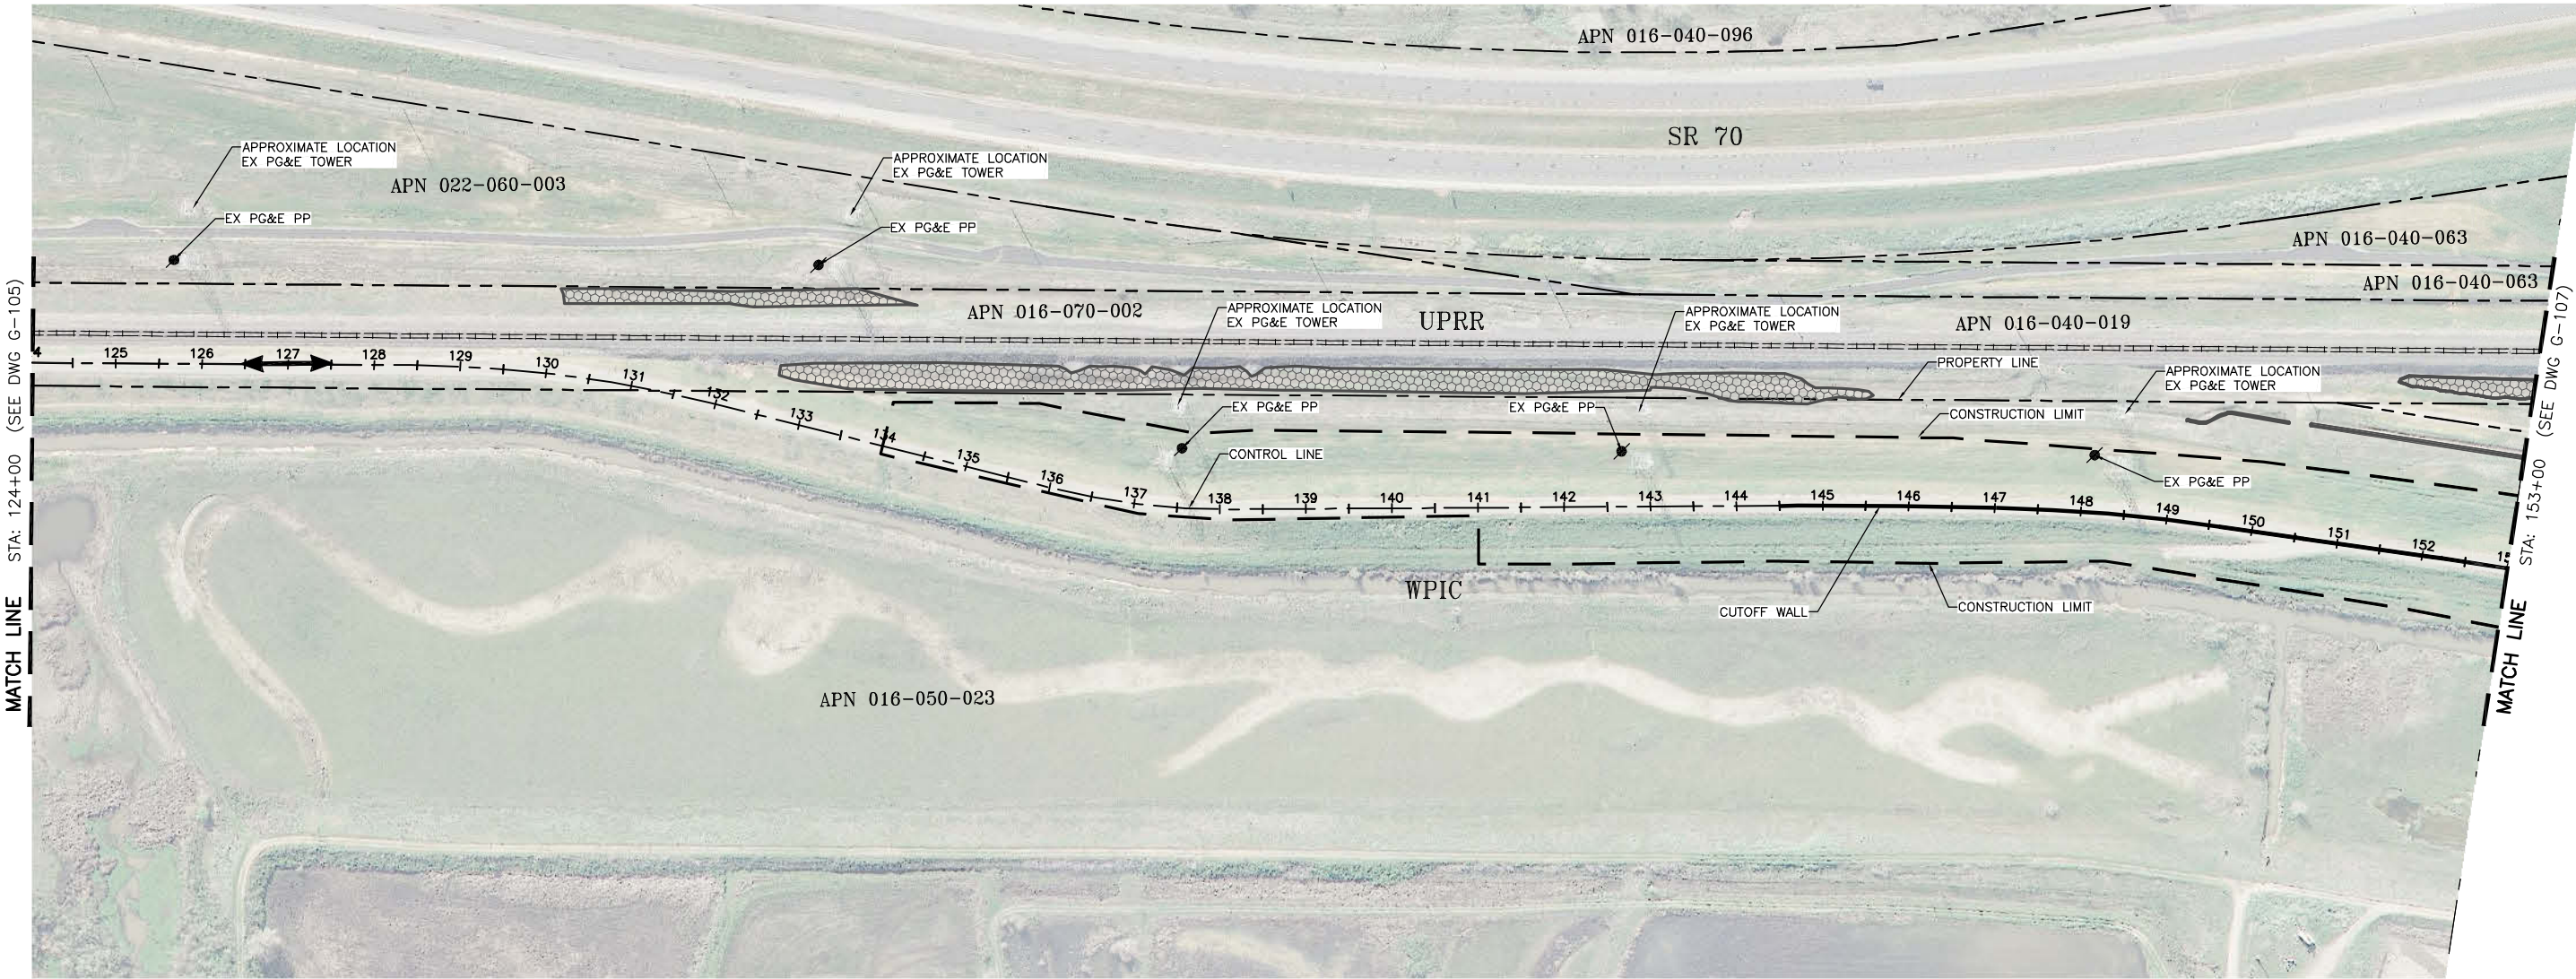 APN 016-040-096
SR 70
APPROXIMATE LOCATION
EX PG&E TOWER
APN 022-060-003
EX PG&E PP
APPROXIMATE LOCATION
EX PG&E TOWER
EX PG&E PP
APN 016-040-063
APN 016-040-063
APN 016-070-002
APPROXIMATE LOCATION
EX PG&E TOWER
UPRR
APPROXIMATE LOCATION
EX PG&E TOWER
APN 016-040-019
PROPERTY LINE
APPROXIMATE LOCATION
EX PG&E TOWER
EX PG&E PP
EX PG&E PP
CONSTRUCTION LIMIT
CONTROL LINE
EX PG&E PP
4 125 126 127 128 129 130 131 132 133 134 135 136 137 138 139 140 141 142 143 144 145 146 147 148 149 150 151 152 15
WPIC
CUTOFF WALL
CONSTRUCTION LIMIT
APN 016-050-023
MATCH LINE STA: 124+00 (SEE DWG G-105)
MATCH LINE STA: 153+00 (SEE DWG G-107)